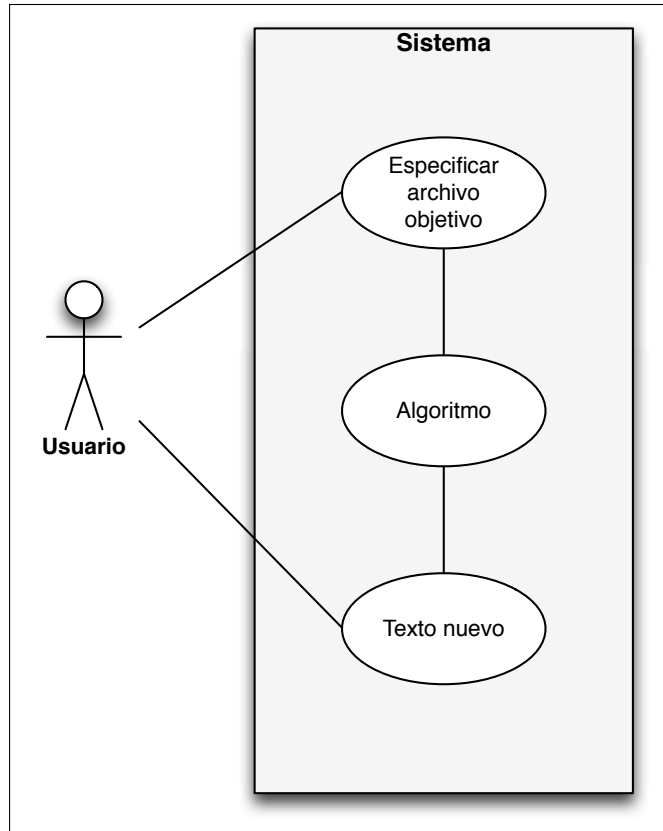 Sistema
Especificar
archivo
objetivo
Algoritmo
Usuario
Texto nuevo